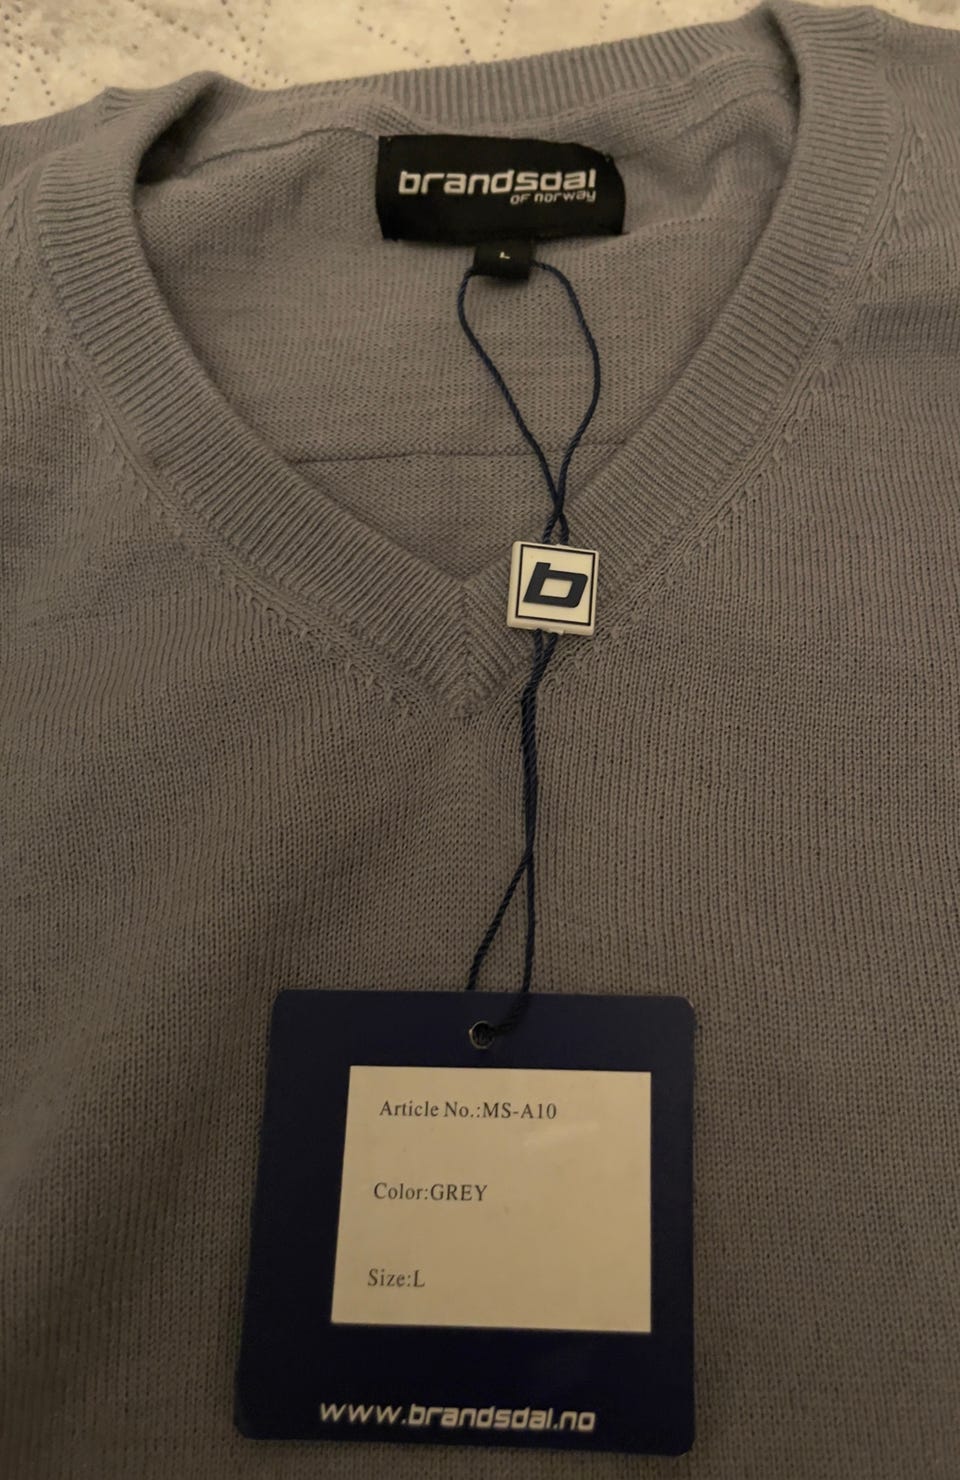 brandsdal
OF norway
L
b
Article No.:MS-A10
Color:GREY
Size:L
www.brandsdal.no